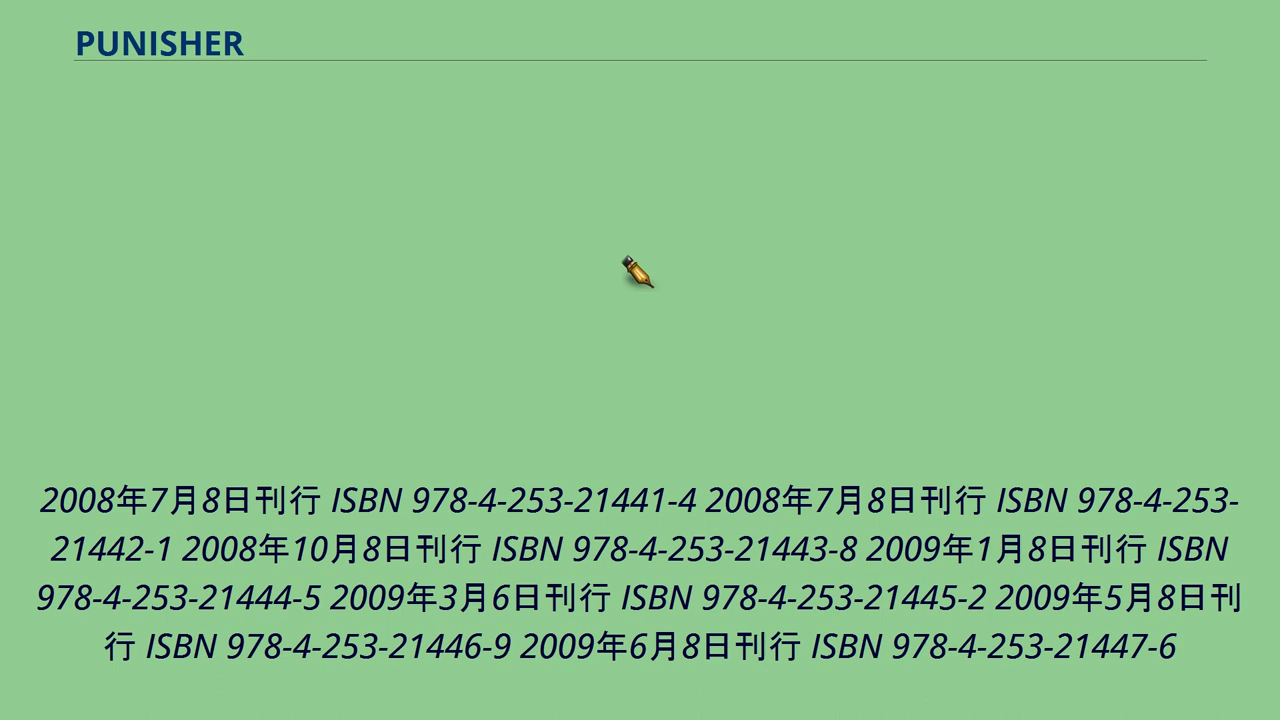 PUNISHER
2008年7月8日刊行 ISBN 978-4-253-21441-4 2008年7月8日刊行 ISBN 978-4-253-
21442-1 2008年10月8日刊行 ISBN 978-4-253-21443-8 2009年1月8日刊行 ISBN
978-4-253-21444-5 2009年3月6日刊行 ISBN 978-4-253-21445-2 2009年5月8日刊
行 ISBN 978-4-253-21446-9 2009年6月8日刊行 ISBN 978-4-253-21447-6